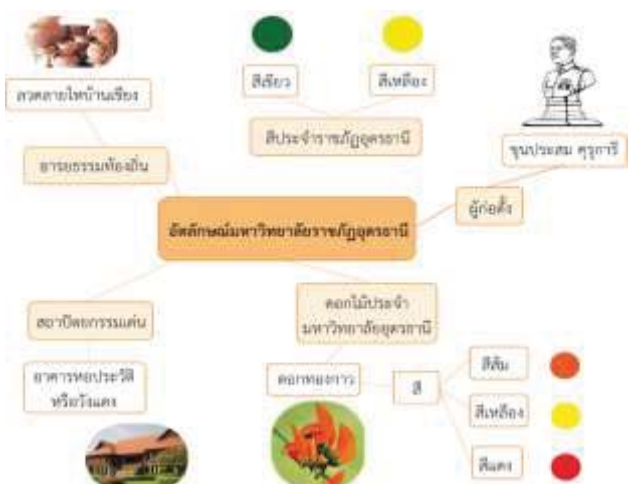 ลวดลายไหบ้านเชียง
อารยธรรมท้องถิ่น
สีเขียว
สีเหลือง
สีประจำราชภัฏอุดรธานี
ขุนประสม คุรุการี
ผู้ก่อตั้ง
อัตลักษณ์มหาวิทยาลัยราชภัฏอุดรธานี
สถาปัตยกรรมเด่น
อาคารหอประวัติ
หรือวังแดง
ดอกไม้ประจำ
มหาวิทยาลัยอุดรธานี
ดอกทองกาว
สี
สีส้ม
สีเหลือง
สีแดง